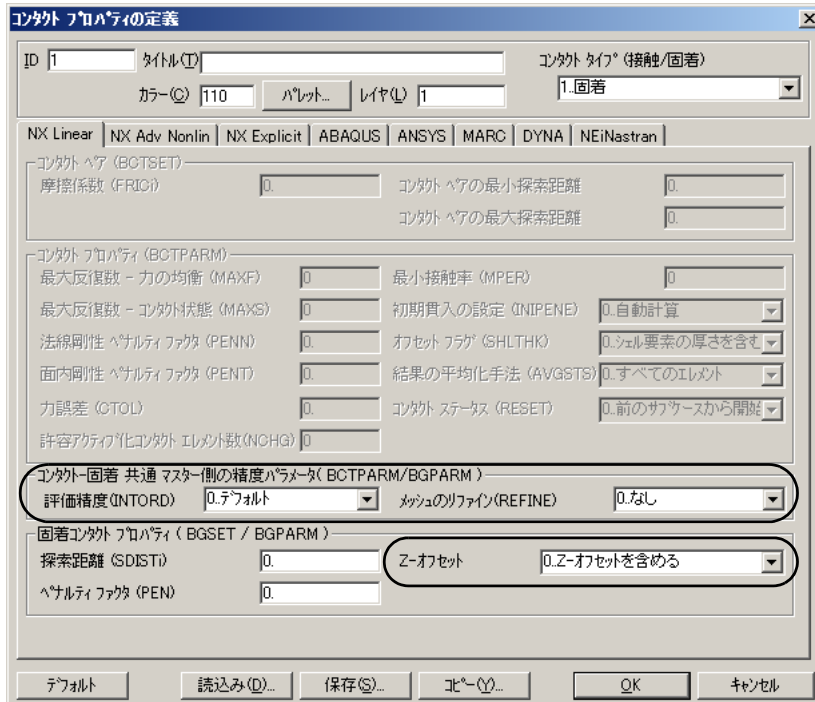 コンタクト プロパティの定義
ID 1 タイトル(T) コンタクト タイプ (接触/固着)
カラー(C) 110 パレット... レイヤ(L) 1 1..固着
NX Linear NX Adv Nonlin NX Explicit ABAQUS ANSYS MARC DYNA NEiNastran
コンタクト ペア (BCTSET)
摩擦係数 (FRICi) 0. コンタクト ペアの最小探索距離 0.
コンタクト ペアの最大探索距離 0.
コンタクト プロパティ (BCTPARM)
最大反復数 - 力の均衡 (MAXF) 0 最小接触率 (MPER) 0
最大反復数 - コンタクト状態 (MAXS) 0 初期貫入の設定 (INIPENE) 0..自動計算
法線剛性 ペナルティ ファクタ (PENN) 0. オフセット フラグ (SHLTHK) 0..シェル要素の厚さを含む
面内剛性 ペナルティ ファクタ (PENT) 0. 結果の平均化手法 (AVGSTS) 0..すべてのエレメント
力誤差 (CTOL) 0. コンタクト ステータス (RESET) 0..前のサブケースから開始
許容アクティブ化コンタクト エレメント数(NCHG) 0
コンタクト-固着 共通 マスター側の精度パラメータ( BCTPARM/BGPARM )
評価精度(INTORD) 0..デフォルト メッシュのリファイン(REFINE) 0..なし
固着コンタクト プロパティ ( BGSET / BGPARM )
探索距離 (SDISTi) 0. Z-オフセット 0..Z-オフセットを含める
ペナルティ ファクタ (PEN) 0.
デフォルト 読込み(D)... 保存(S)... コピー(Y)... OK キャンセル